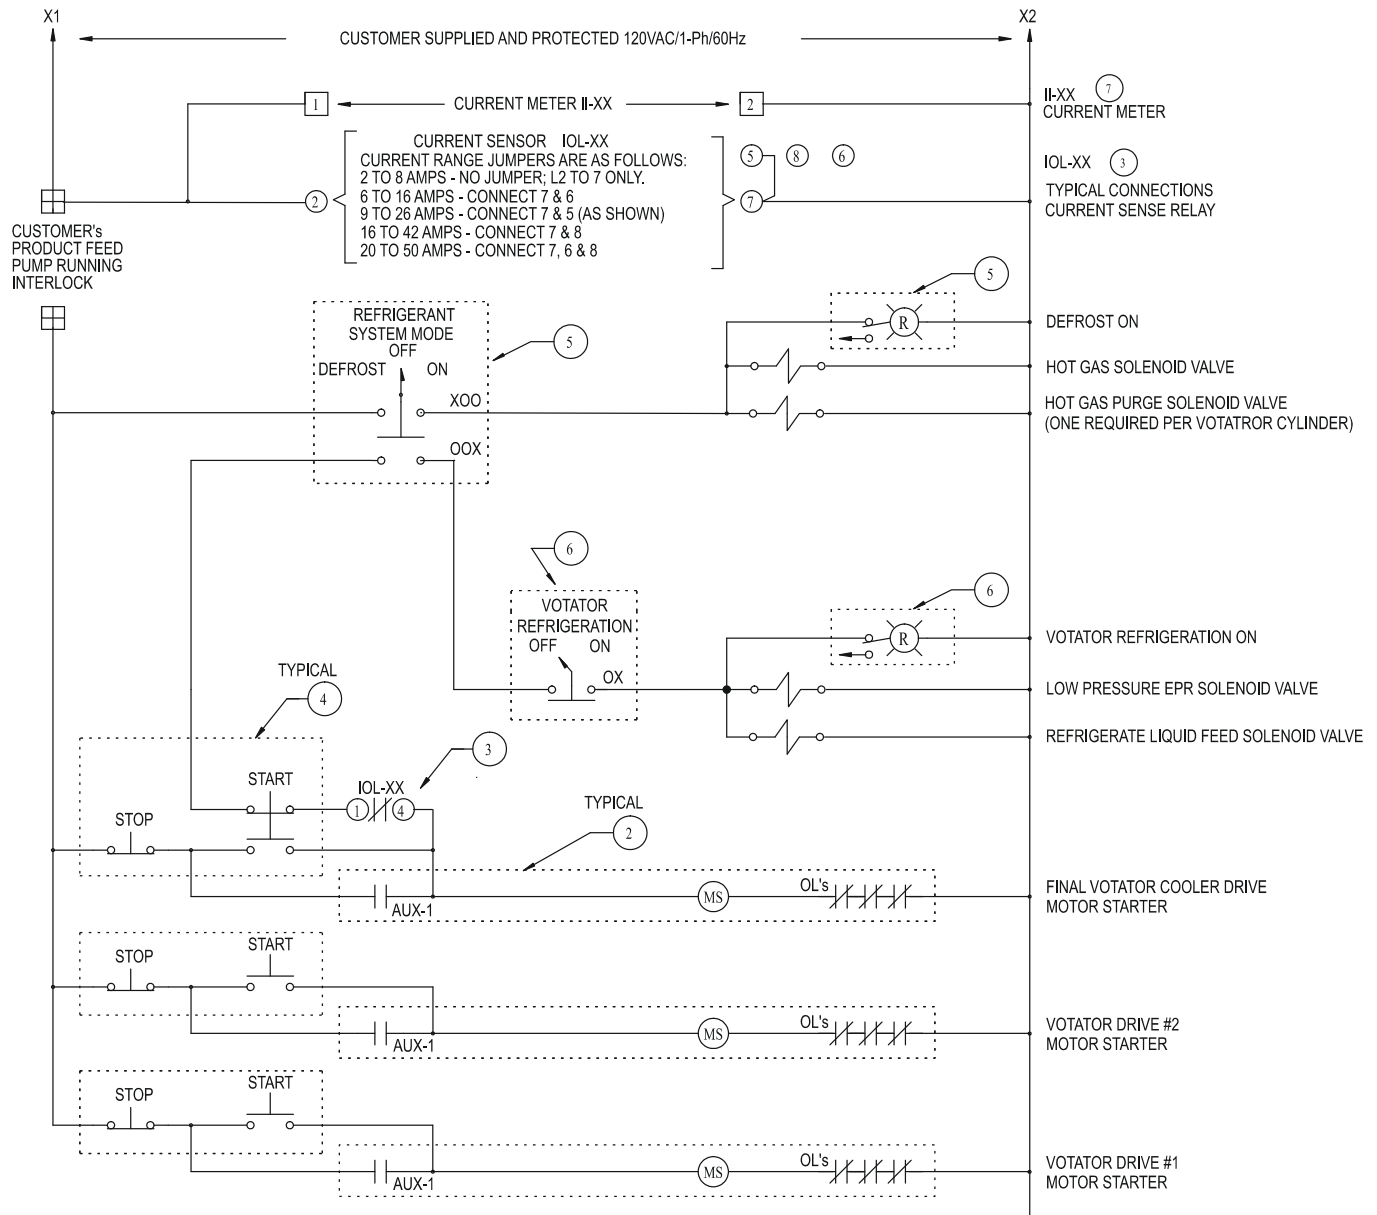 X1
X2
CUSTOMER SUPPLIED AND PROTECTED 120VAC/1-Ph/60Hz
1
CURRENT METER II-XX
2
II-XX 7
CURRENT METER
2
CURRENT SENSOR IOL-XX
CURRENT RANGE JUMPERS ARE AS FOLLOWS:
2 TO 8 AMPS - NO JUMPER; L2 TO 7 ONLY.
6 TO 16 AMPS - CONNECT 7 & 6
9 TO 26 AMPS - CONNECT 7 & 5 (AS SHOWN)
16 TO 42 AMPS - CONNECT 7 & 8
20 TO 50 AMPS - CONNECT 7, 6 & 8
5 8 6
7
IOL-XX 3
TYPICAL CONNECTIONS
CURRENT SENSE RELAY
CUSTOMER's
PRODUCT FEED
PUMP RUNNING
INTERLOCK
REFRIGERANT
SYSTEM MODE
OFF
DEFROST ON
XOO
OOX
5
5
R
DEFROST ON
HOT GAS SOLENOID VALVE
HOT GAS PURGE SOLENOID VALVE
(ONE REQUIRED PER VOTATROR CYLINDER)
6
VOTATOR
REFRIGERATION
OFF ON
OX
6
R
VOTATOR REFRIGERATION ON
LOW PRESSURE EPR SOLENOID VALVE
REFRIGERATE LIQUID FEED SOLENOID VALVE
TYPICAL
4
3
START
IOL-XX
1 4
STOP
TYPICAL
2
AUX-1
MS
OL's
FINAL VOTATOR COOLER DRIVE
MOTOR STARTER
STOP
START
AUX-1
MS
OL's
VOTATOR DRIVE #2
MOTOR STARTER
STOP
START
AUX-1
MS
OL's
VOTATOR DRIVE #1
MOTOR STARTER